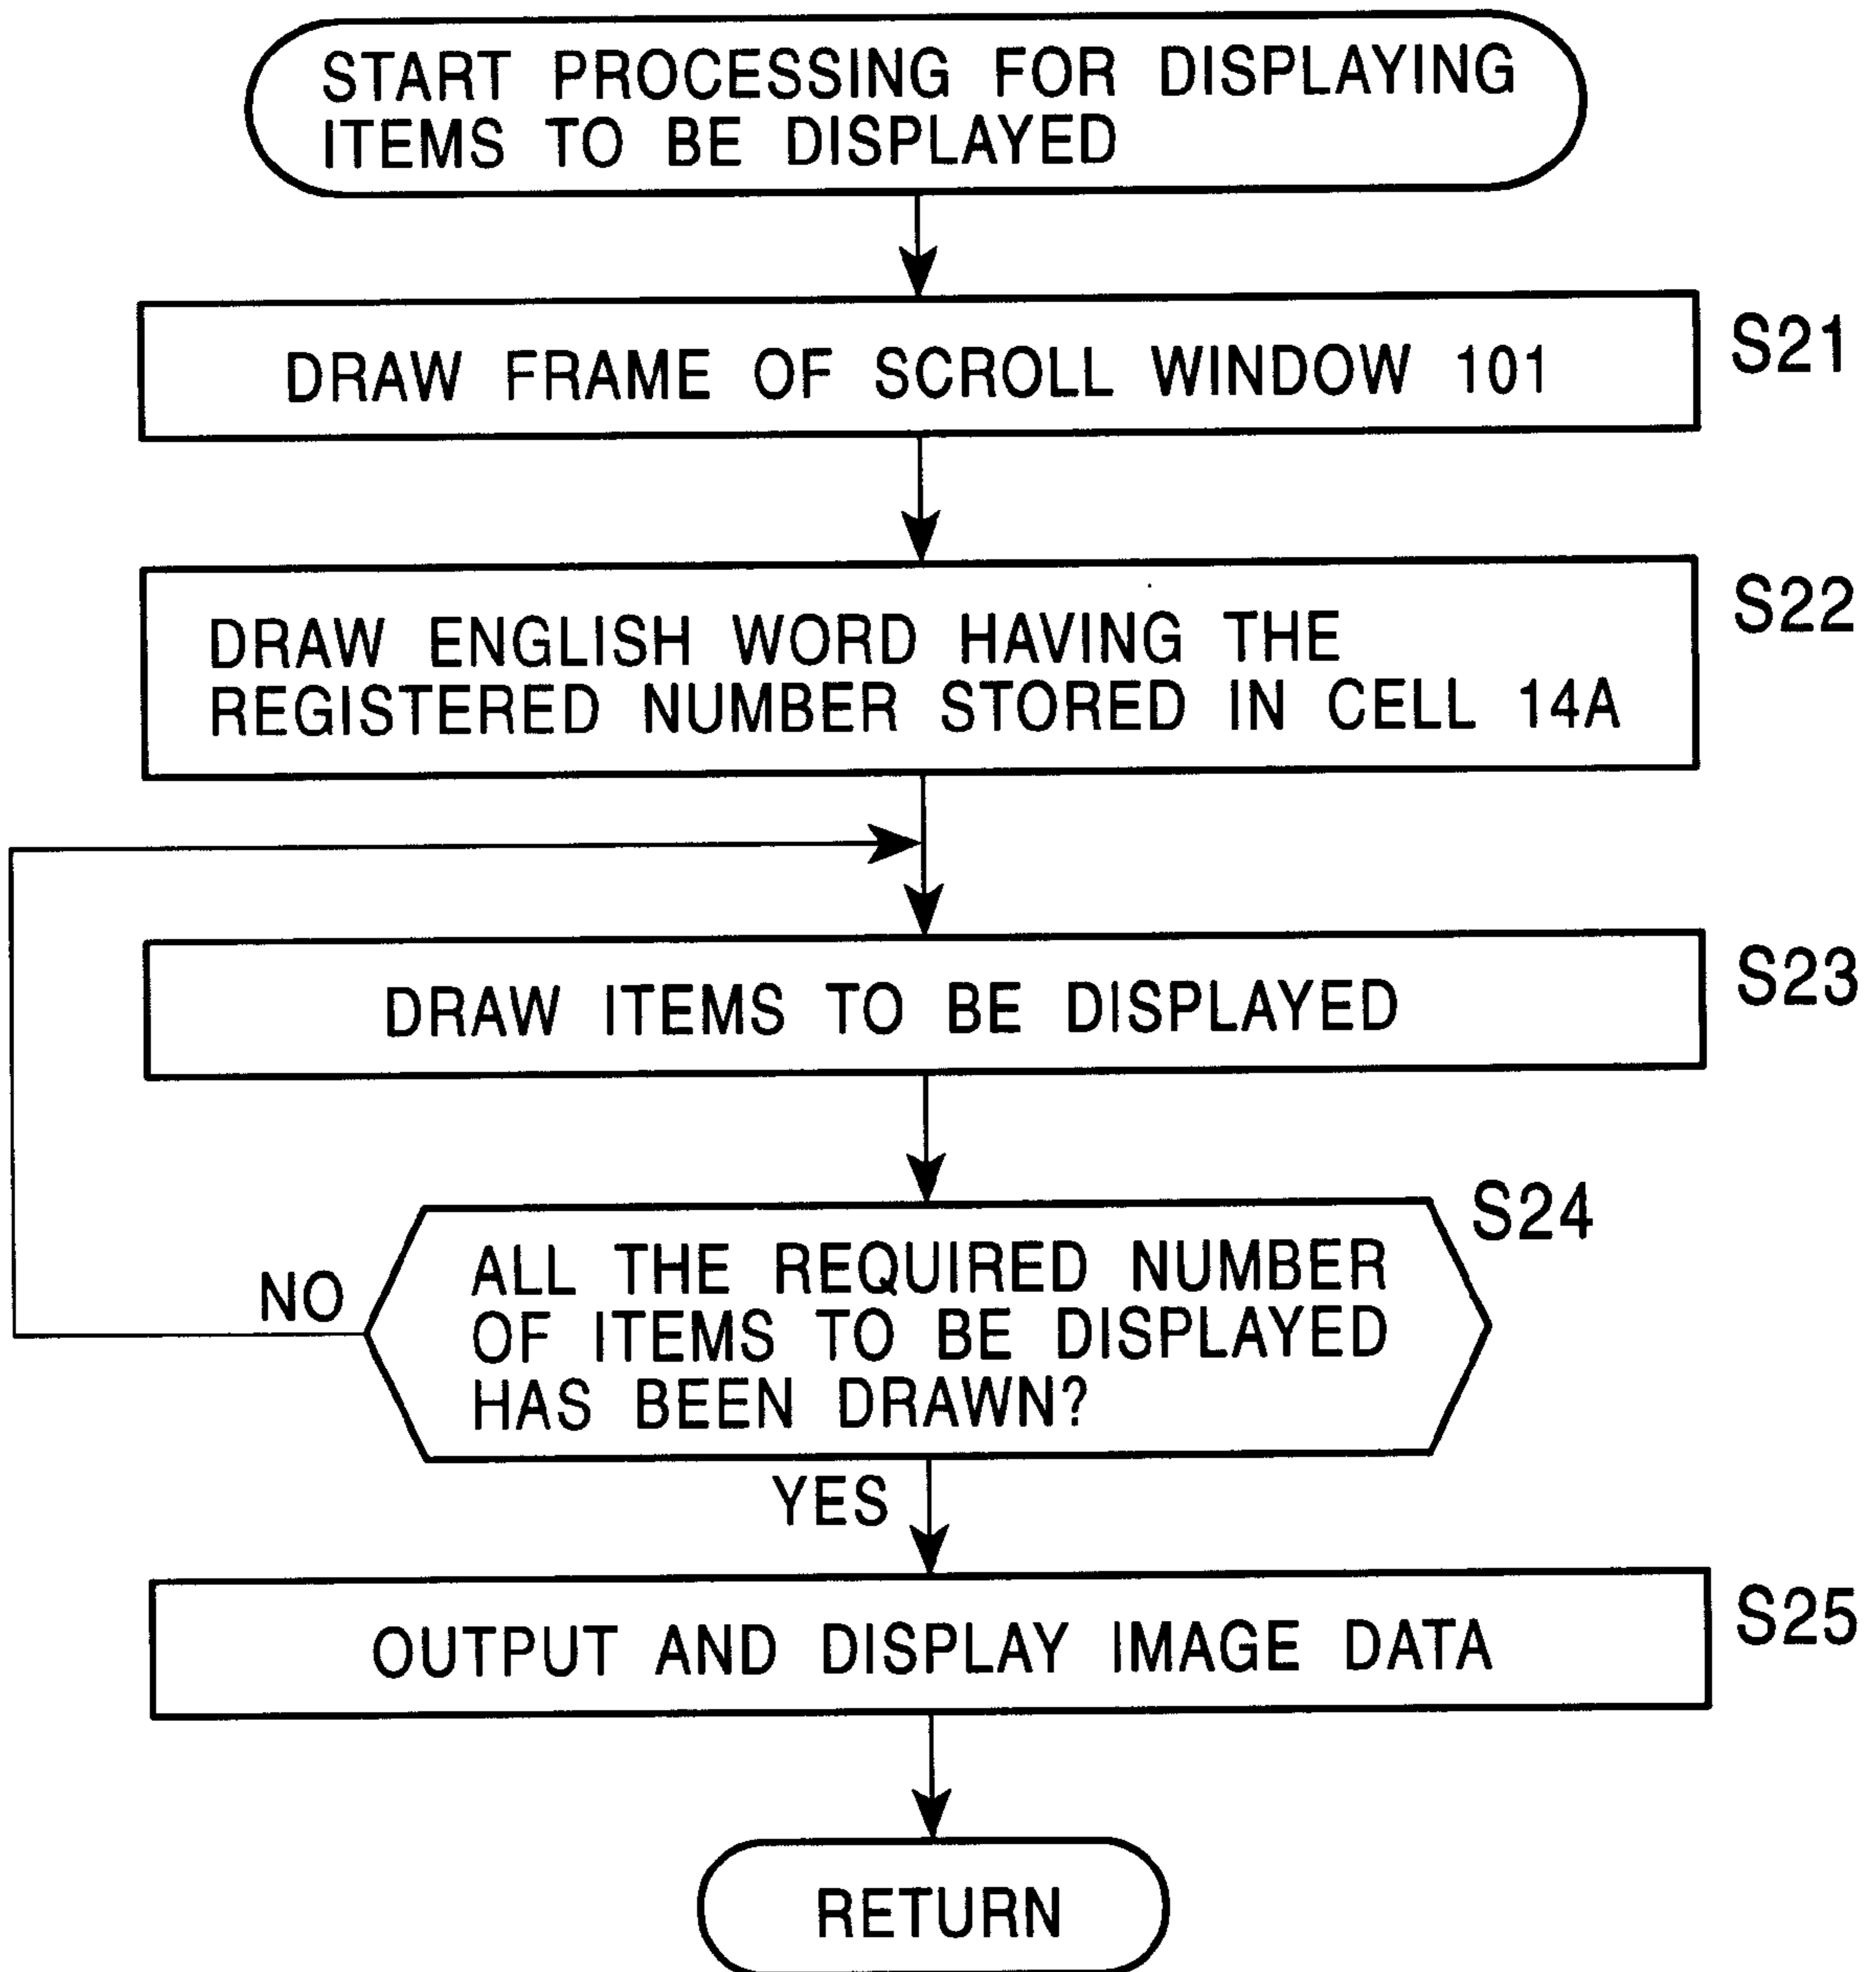 START PROCESSING FOR DISPLAYING
ITEMS TO BE DISPLAYED
DRAW FRAME OF SCROLL WINDOW 101
S21
DRAW ENGLISH WORD HAVING THE
REGISTERED NUMBER STORED IN CELL 14A
S22
DRAW ITEMS TO BE DISPLAYED
S23
S24
ALL THE REQUIRED NUMBER
OF ITEMS TO BE DISPLAYED
HAS BEEN DRAWN?
NO
YES
OUTPUT AND DISPLAY IMAGE DATA
S25
RETURN